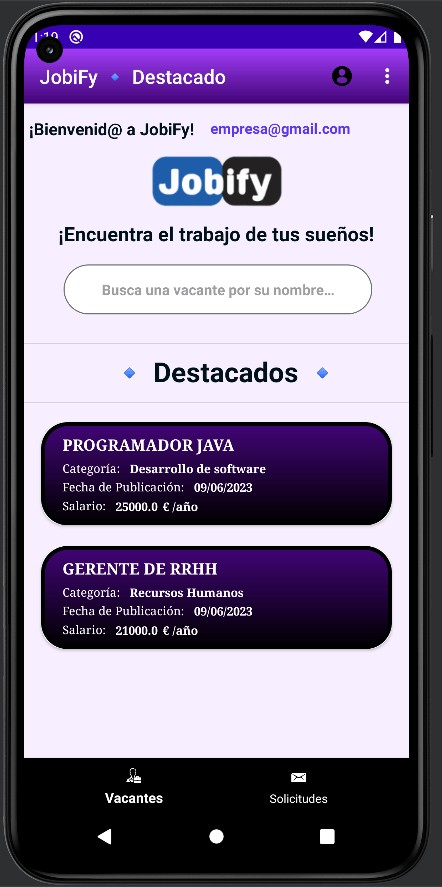 1:10
JobiFy 🔹 Destacado
¡Bienvenid@ a JobiFy! empresa@gmail.com
Jobify
¡Encuentra el trabajo de tus sueños!
Busca una vacante por su nombre...
🔹 Destacados 🔹
PROGRAMADOR JAVA
Categoría: Desarrollo de software
Fecha de Publicación: 09/06/2023
Salario: 25000.0 €/año
GERENTE DE RRHH
Categoría: Recursos Humanos
Fecha de Publicación: 09/06/2023
Salario: 21000.0 €/año
Vacantes
Solicitudes